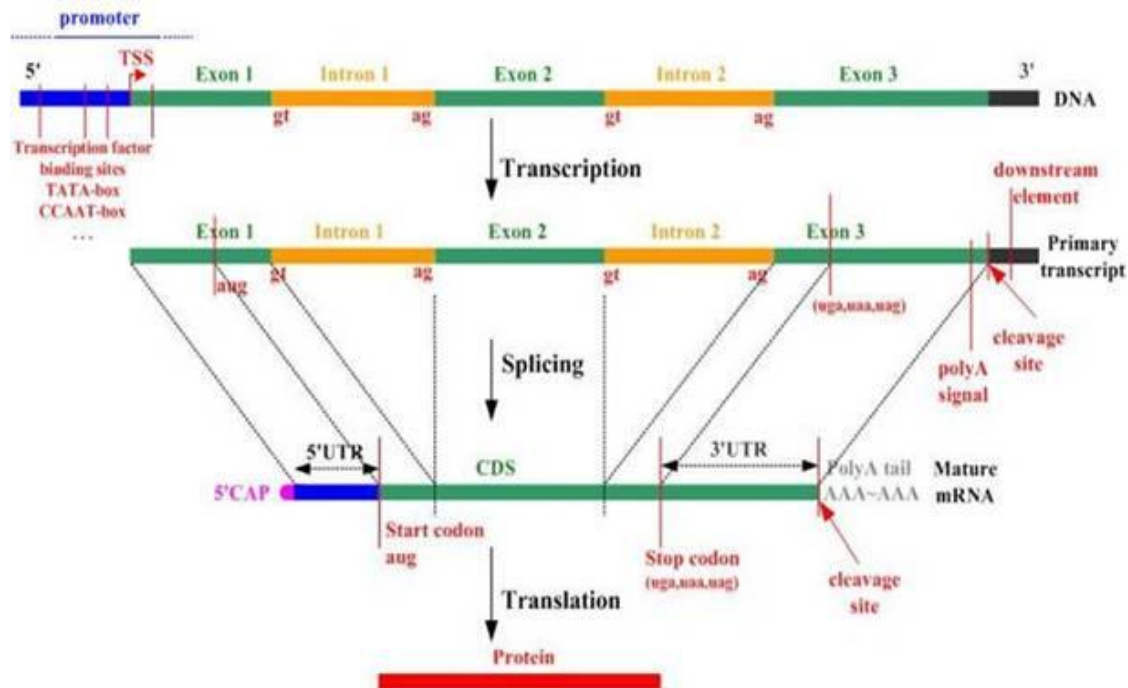 promoter
5'
TSS
Exon 1
Intron 1
Exon 2
Intron 2
Exon 3
3'
DNA
gt
ag
gt
ag
Transcription factor
binding sites
TATA-box
CCAAT-box
...
Transcription
downstream
element
Exon 1
Intron 1
Exon 2
Intron 2
Exon 3
Primary
transcript
aug
gt
ag
gt
ag
(uga,uaa,uag)
cleavage
site
polyA
signal
Splicing
5'UTR
CDS
3'UTR
5'CAP
PolyA tail
AAA~AAA
Mature
mRNA
Start codon
aug
Stop codon
(uga,uaa,uag)
cleavage
site
Translation
Protein